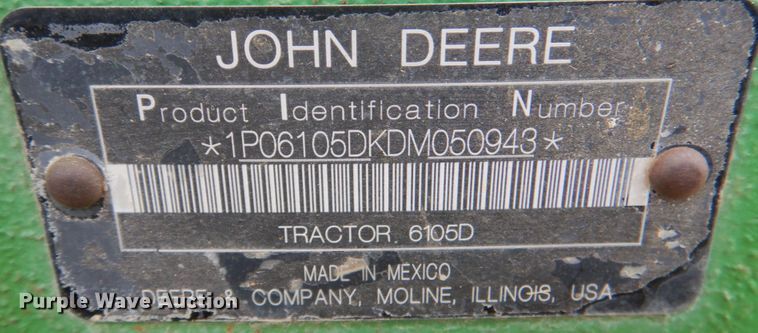 JOHN DEERE
Product Identification Number
*1P06105DKDM050943*
TRACTOR 6105D
MADE IN MEXICO
DEERE & COMPANY, MOLINE, ILLINOIS, USA
Purple Wave Auction